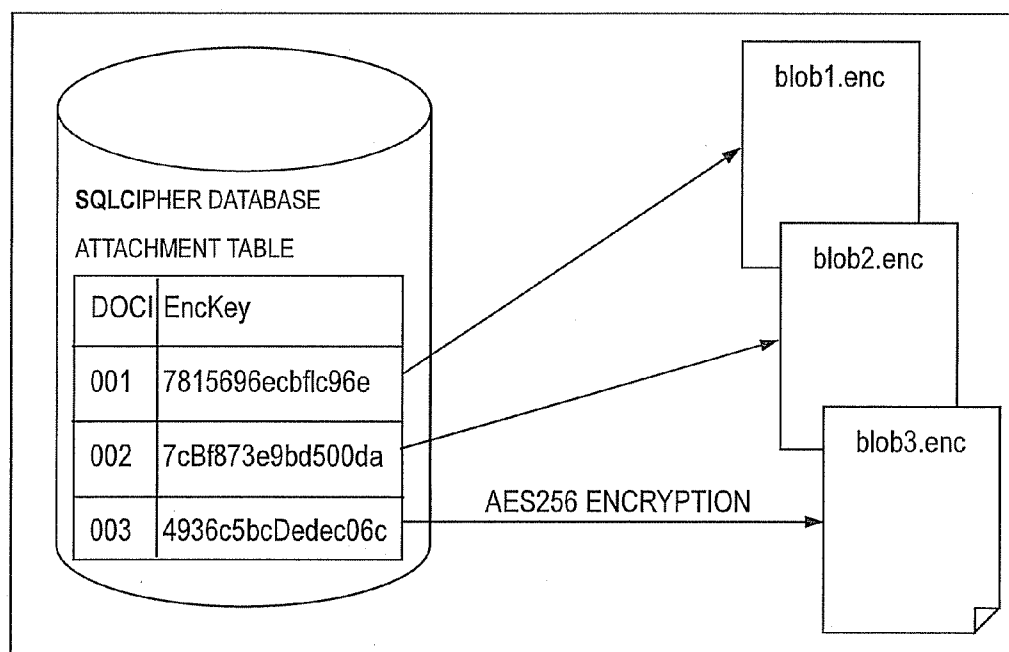 SQLCIPHER DATABASE
ATTACHMENT TABLE
DOCI EncKey
001 7815696ecbflc96e
002 7cBf873e9bd500da
003 4936c5bcDedec06c
AES256 ENCRYPTION
blob1.enc
blob2.enc
blob3.enc